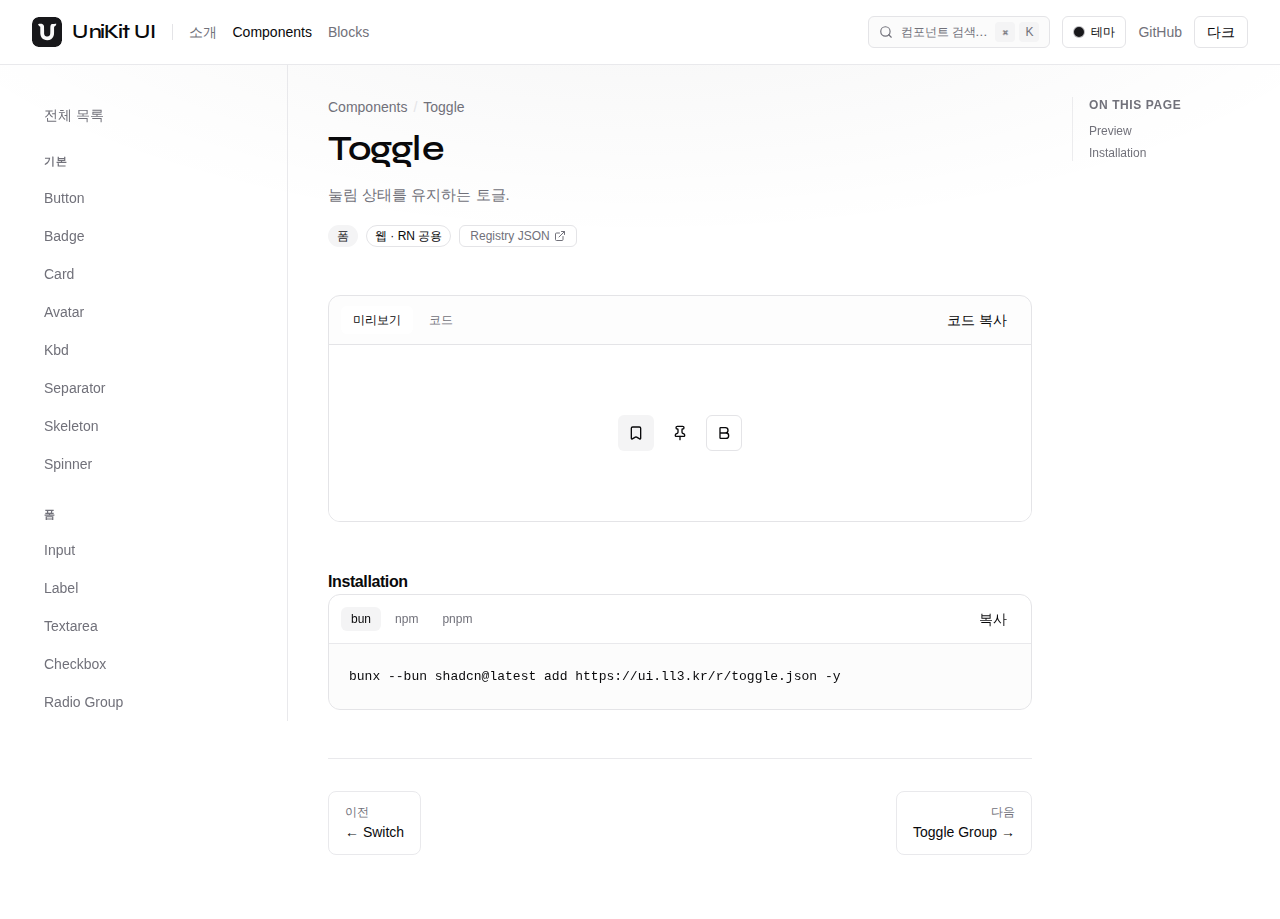 UniKit UI
소개
Components
Blocks
컴포넌트 검색…
⌘
K
테마
GitHub
다크
전체 목록
기본
Button
Badge
Card
Avatar
Kbd
Separator
Skeleton
Spinner
폼
Input
Label
Textarea
Checkbox
Radio Group
Components / Toggle
Toggle
눌림 상태를 유지하는 토글.
폼
웹 · RN 공용
Registry JSON
미리보기
코드
코드 복사
Installation
bun
npm
pnpm
복사
bunx --bun shadcn@latest add https://ui.ll3.kr/r/toggle.json -y
이전
← Switch
다음
Toggle Group →
ON THIS PAGE
Preview
Installation